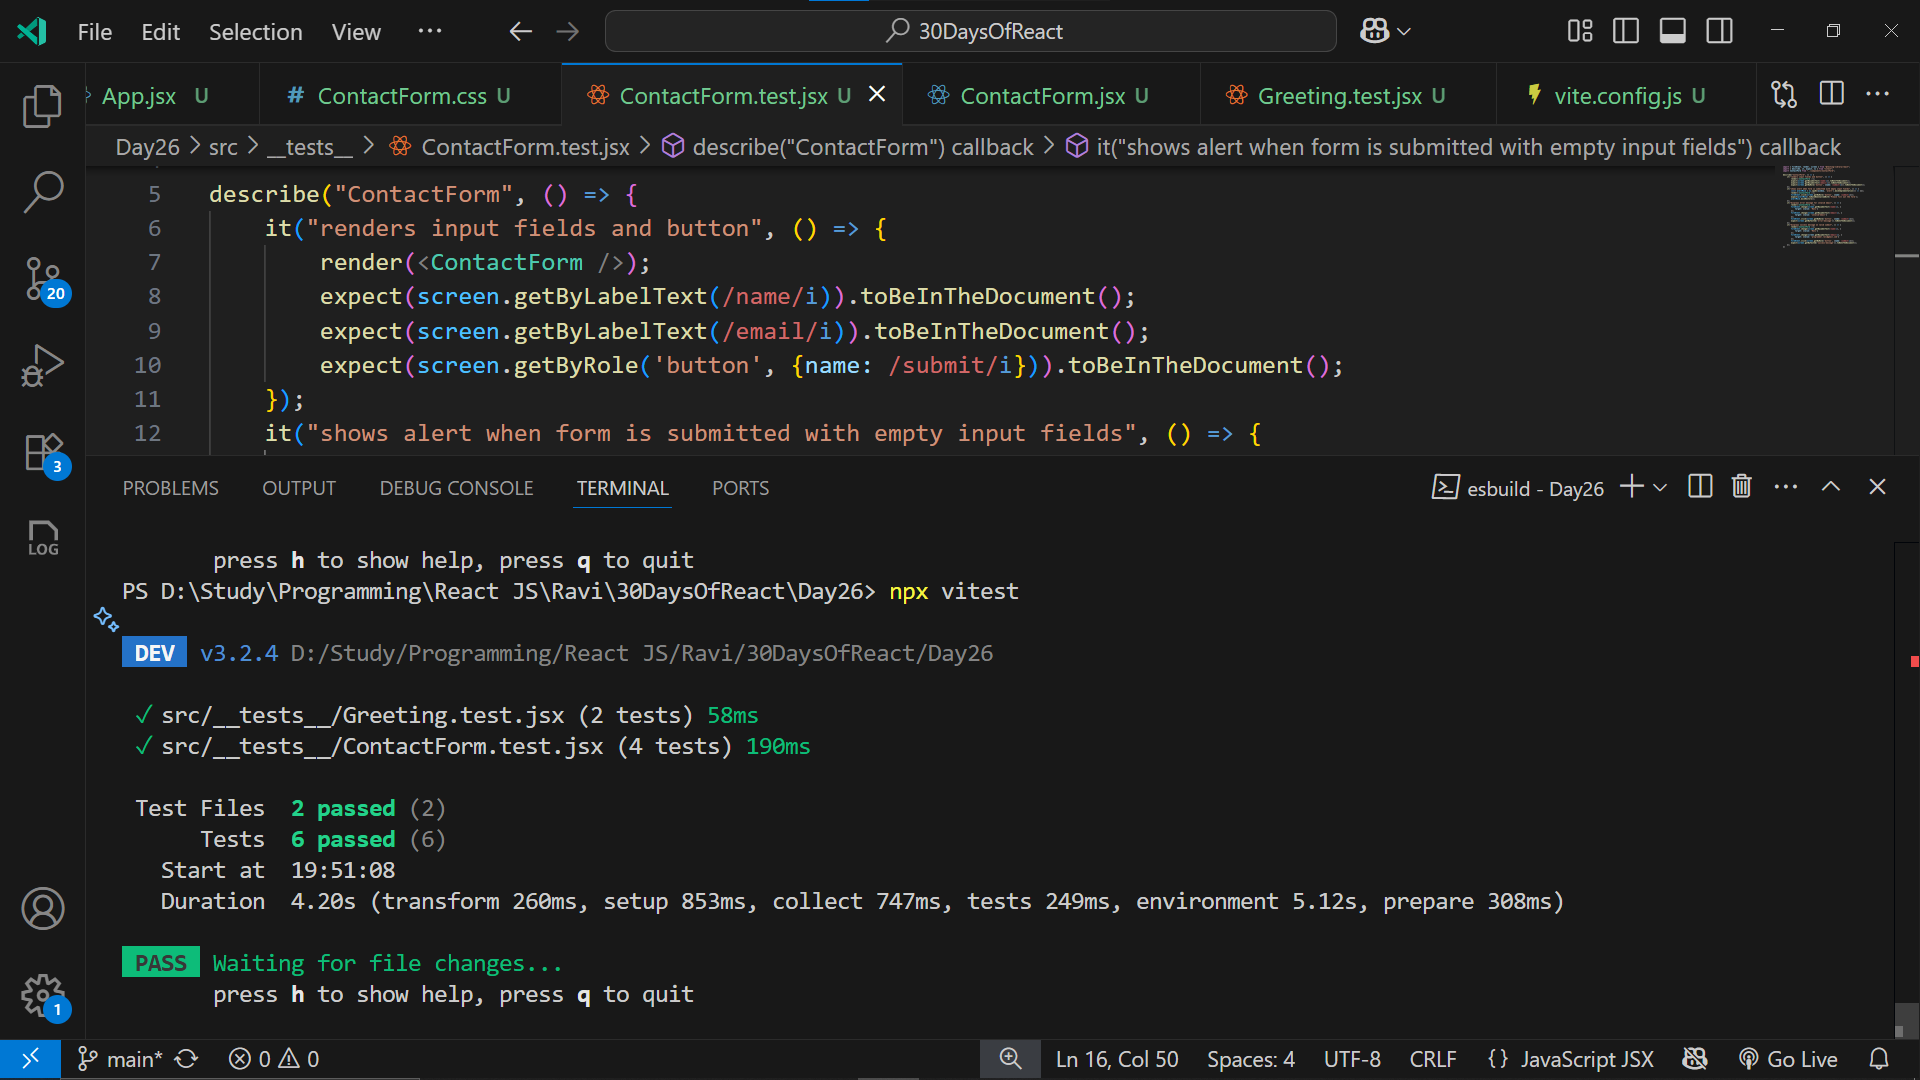 File Edit Selection View ··· 30DaysOfReact
App.jsx U # ContactForm.css U ContactForm.test.jsx U ContactForm.jsx U Greeting.test.jsx U vite.config.js U
Day26 > src > __tests__ > ContactForm.test.jsx > describe("ContactForm") callback > it("shows alert when form is submitted with empty input fields") callback
5 describe("ContactForm", () => {
6 it("renders input fields and button", () => {
7 render(<ContactForm />);
8 expect(screen.getByLabelText(/name/i)).toBeInTheDocument();
9 expect(screen.getByLabelText(/email/i)).toBeInTheDocument();
10 expect(screen.getByRole('button', {name: /submit/i})).toBeInTheDocument();
11 });
12 it("shows alert when form is submitted with empty input fields", () => {
20
3
LOG
1
PROBLEMS OUTPUT DEBUG CONSOLE TERMINAL PORTS esbuild - Day26
press h to show help, press q to quit
PS D:\Study\Programming\React JS\Ravi\30DaysOfReact\Day26> npx vitest
DEV v3.2.4 D:/Study/Programming/React JS/Ravi/30DaysOfReact/Day26
✓ src/__tests__/Greeting.test.jsx (2 tests) 58ms
✓ src/__tests__/ContactForm.test.jsx (4 tests) 190ms
Test Files 2 passed (2)
Tests 6 passed (6)
Start at 19:51:08
Duration 4.20s (transform 260ms, setup 853ms, collect 747ms, tests 249ms, environment 5.12s, prepare 308ms)
PASS Waiting for file changes...
press h to show help, press q to quit
main* 0 0 Ln 16, Col 50 Spaces: 4 UTF-8 CRLF {} JavaScript JSX Go Live